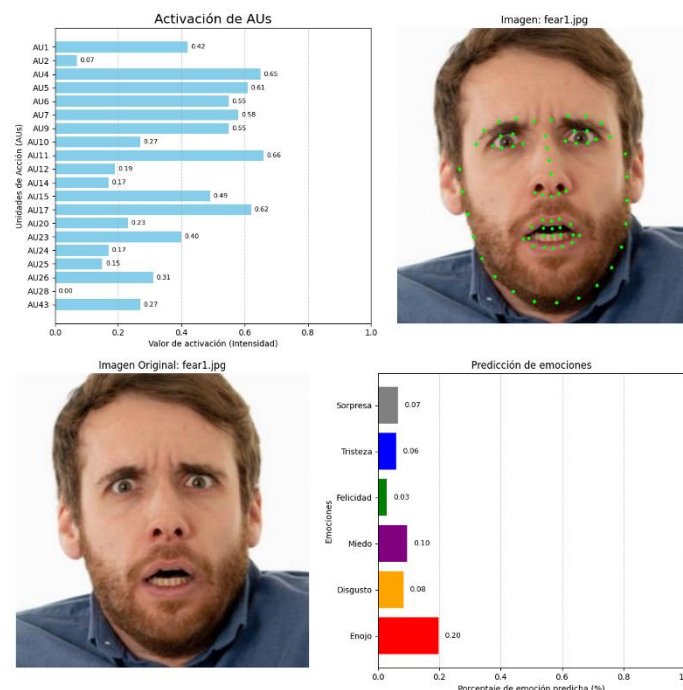 Activación de AUs
Unidades de Acción (AUs)
AU1 0.42
AU2 0.07
AU4 0.65
AU5 0.61
AU6 0.55
AU7 0.58
AU9 0.55
AU10 0.27
AU11 0.66
AU12 0.19
AU14 0.17
AU15 0.49
AU17 0.62
AU20 0.23
AU23 0.40
AU24 0.17
AU25 0.15
AU26 0.31
AU28 0.00
AU43 0.27
0.0 0.2 0.4 0.6 0.8 1.0
Valor de activación (Intensidad)
Imagen: fear1.jpg
Imagen Original: fear1.jpg
Predicción de emociones
Emociones
Sorpresa 0.07
Tristeza 0.06
Felicidad 0.03
Miedo 0.10
Disgusto 0.08
Enojo 0.20
0.0 0.2 0.4 0.6 0.8 1
Porcentaje de emoción predicha (%)